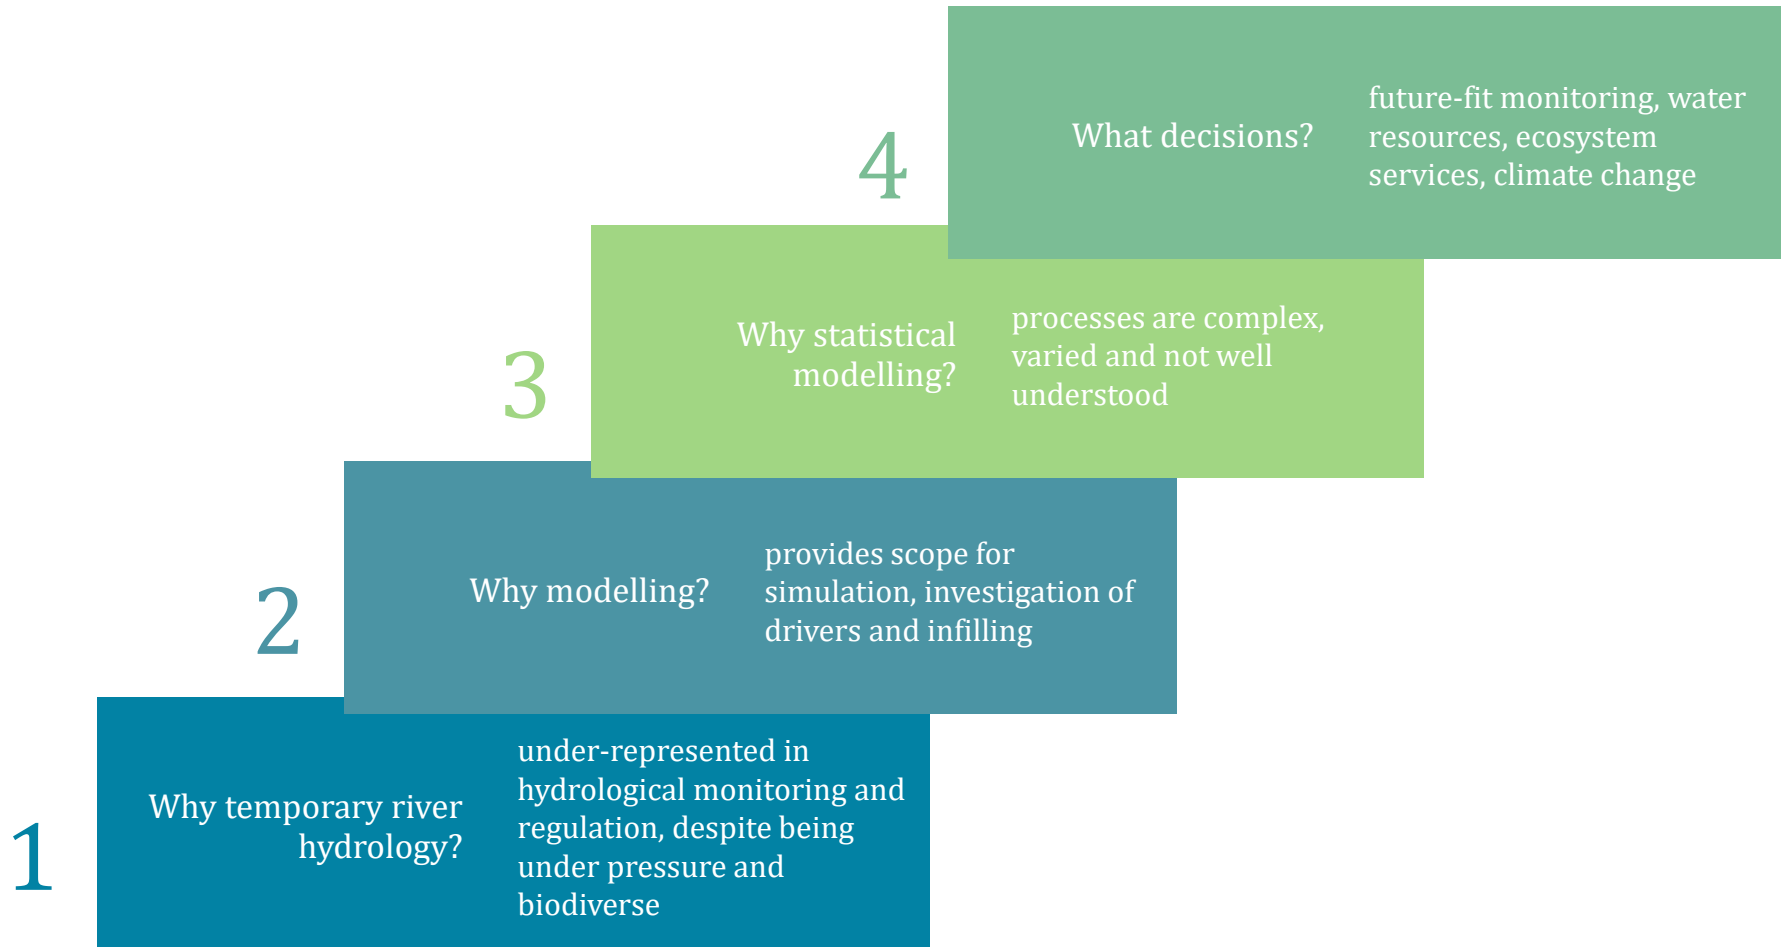 4
What decisions?
future-fit monitoring, water
resources, ecosystem
services, climate change
3
Why statistical
modelling?
processes are complex,
varied and not well
understood
2
Why modelling?
provides scope for
simulation, investigation of
drivers and infilling
1
Why temporary river
hydrology?
under-represented in
hydrological monitoring and
regulation, despite being
under pressure and
biodiverse